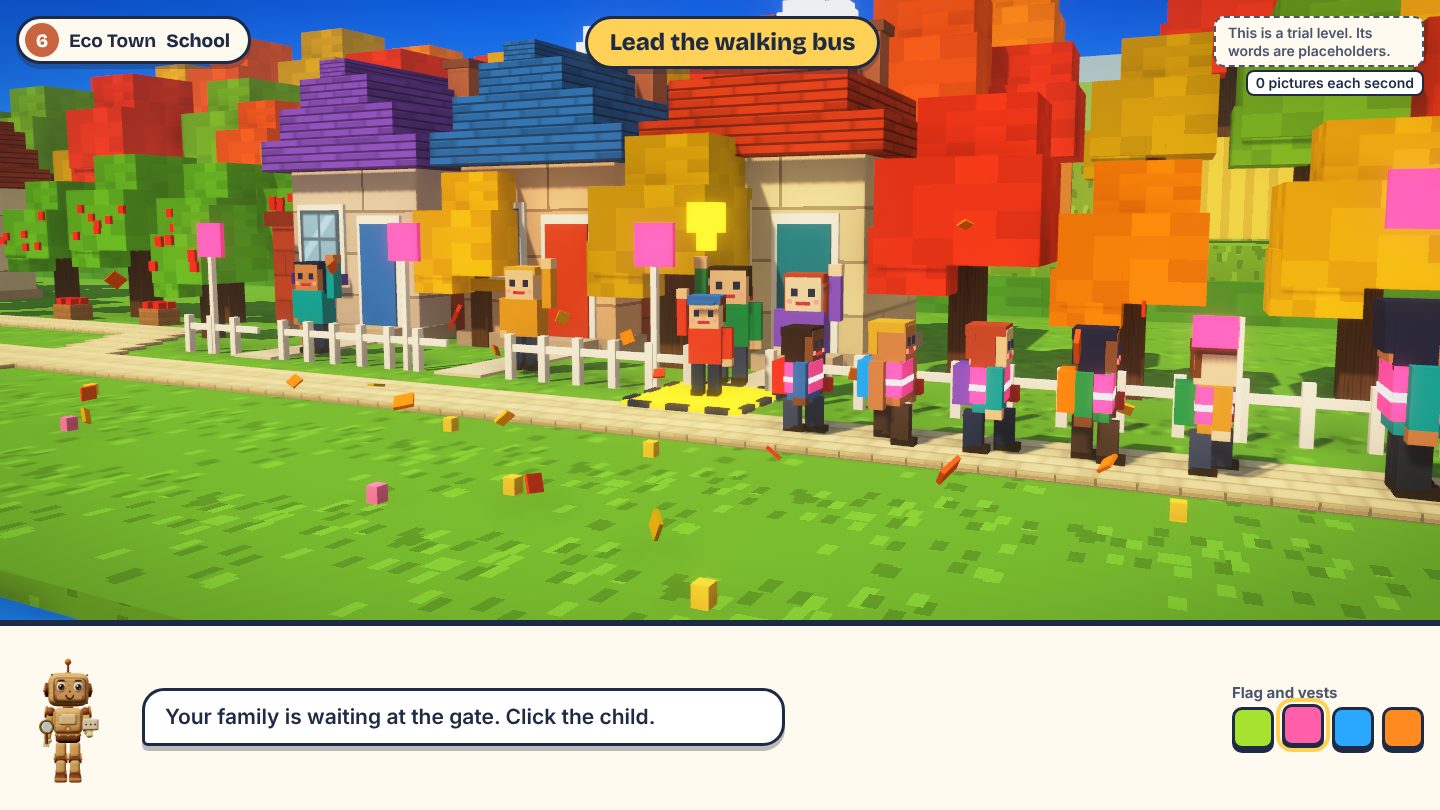 6 Eco Town School
Lead the walking bus
This is a trial level. Its
words are placeholders.
0 pictures each second
Your family is waiting at the gate. Click the child.
Flag and vests